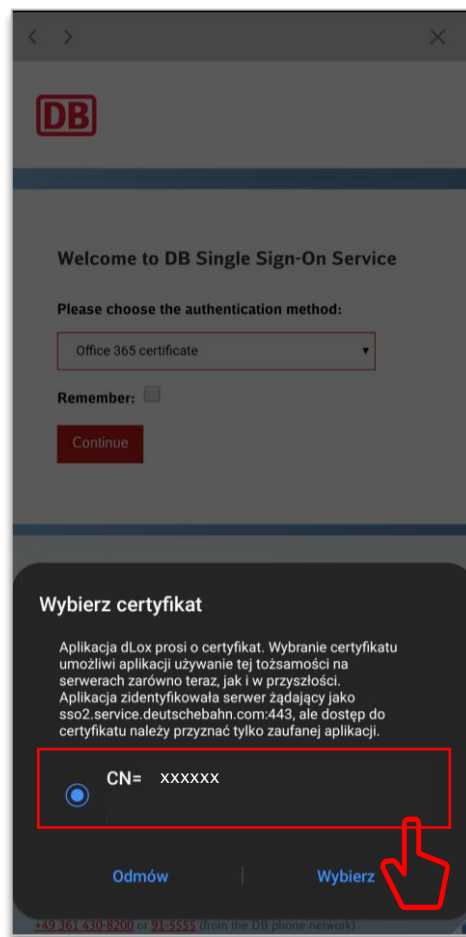 DB
Welcome to DB Single Sign-On Service
Please choose the authentication method:
Office 365 certificate
Remember:
Continue
Wybierz certyfikat
Aplikacja dLox prosi o certyfikat. Wybranie certyfikatu
umożliwi aplikacji używanie tej tożsamości na
serwerach zarówno teraz, jak i w przyszłości.
Aplikacja zidentyfikowała serwer żądający jako
sso2.service.deutschebahn.com:443, ale dostęp do
certyfikatu należy przyznać tylko zaufanej aplikacji.
CN= xxxxxx
Odmów Wybierz
+49 361 430-8200 or 91-5555 (from the DB phone network)